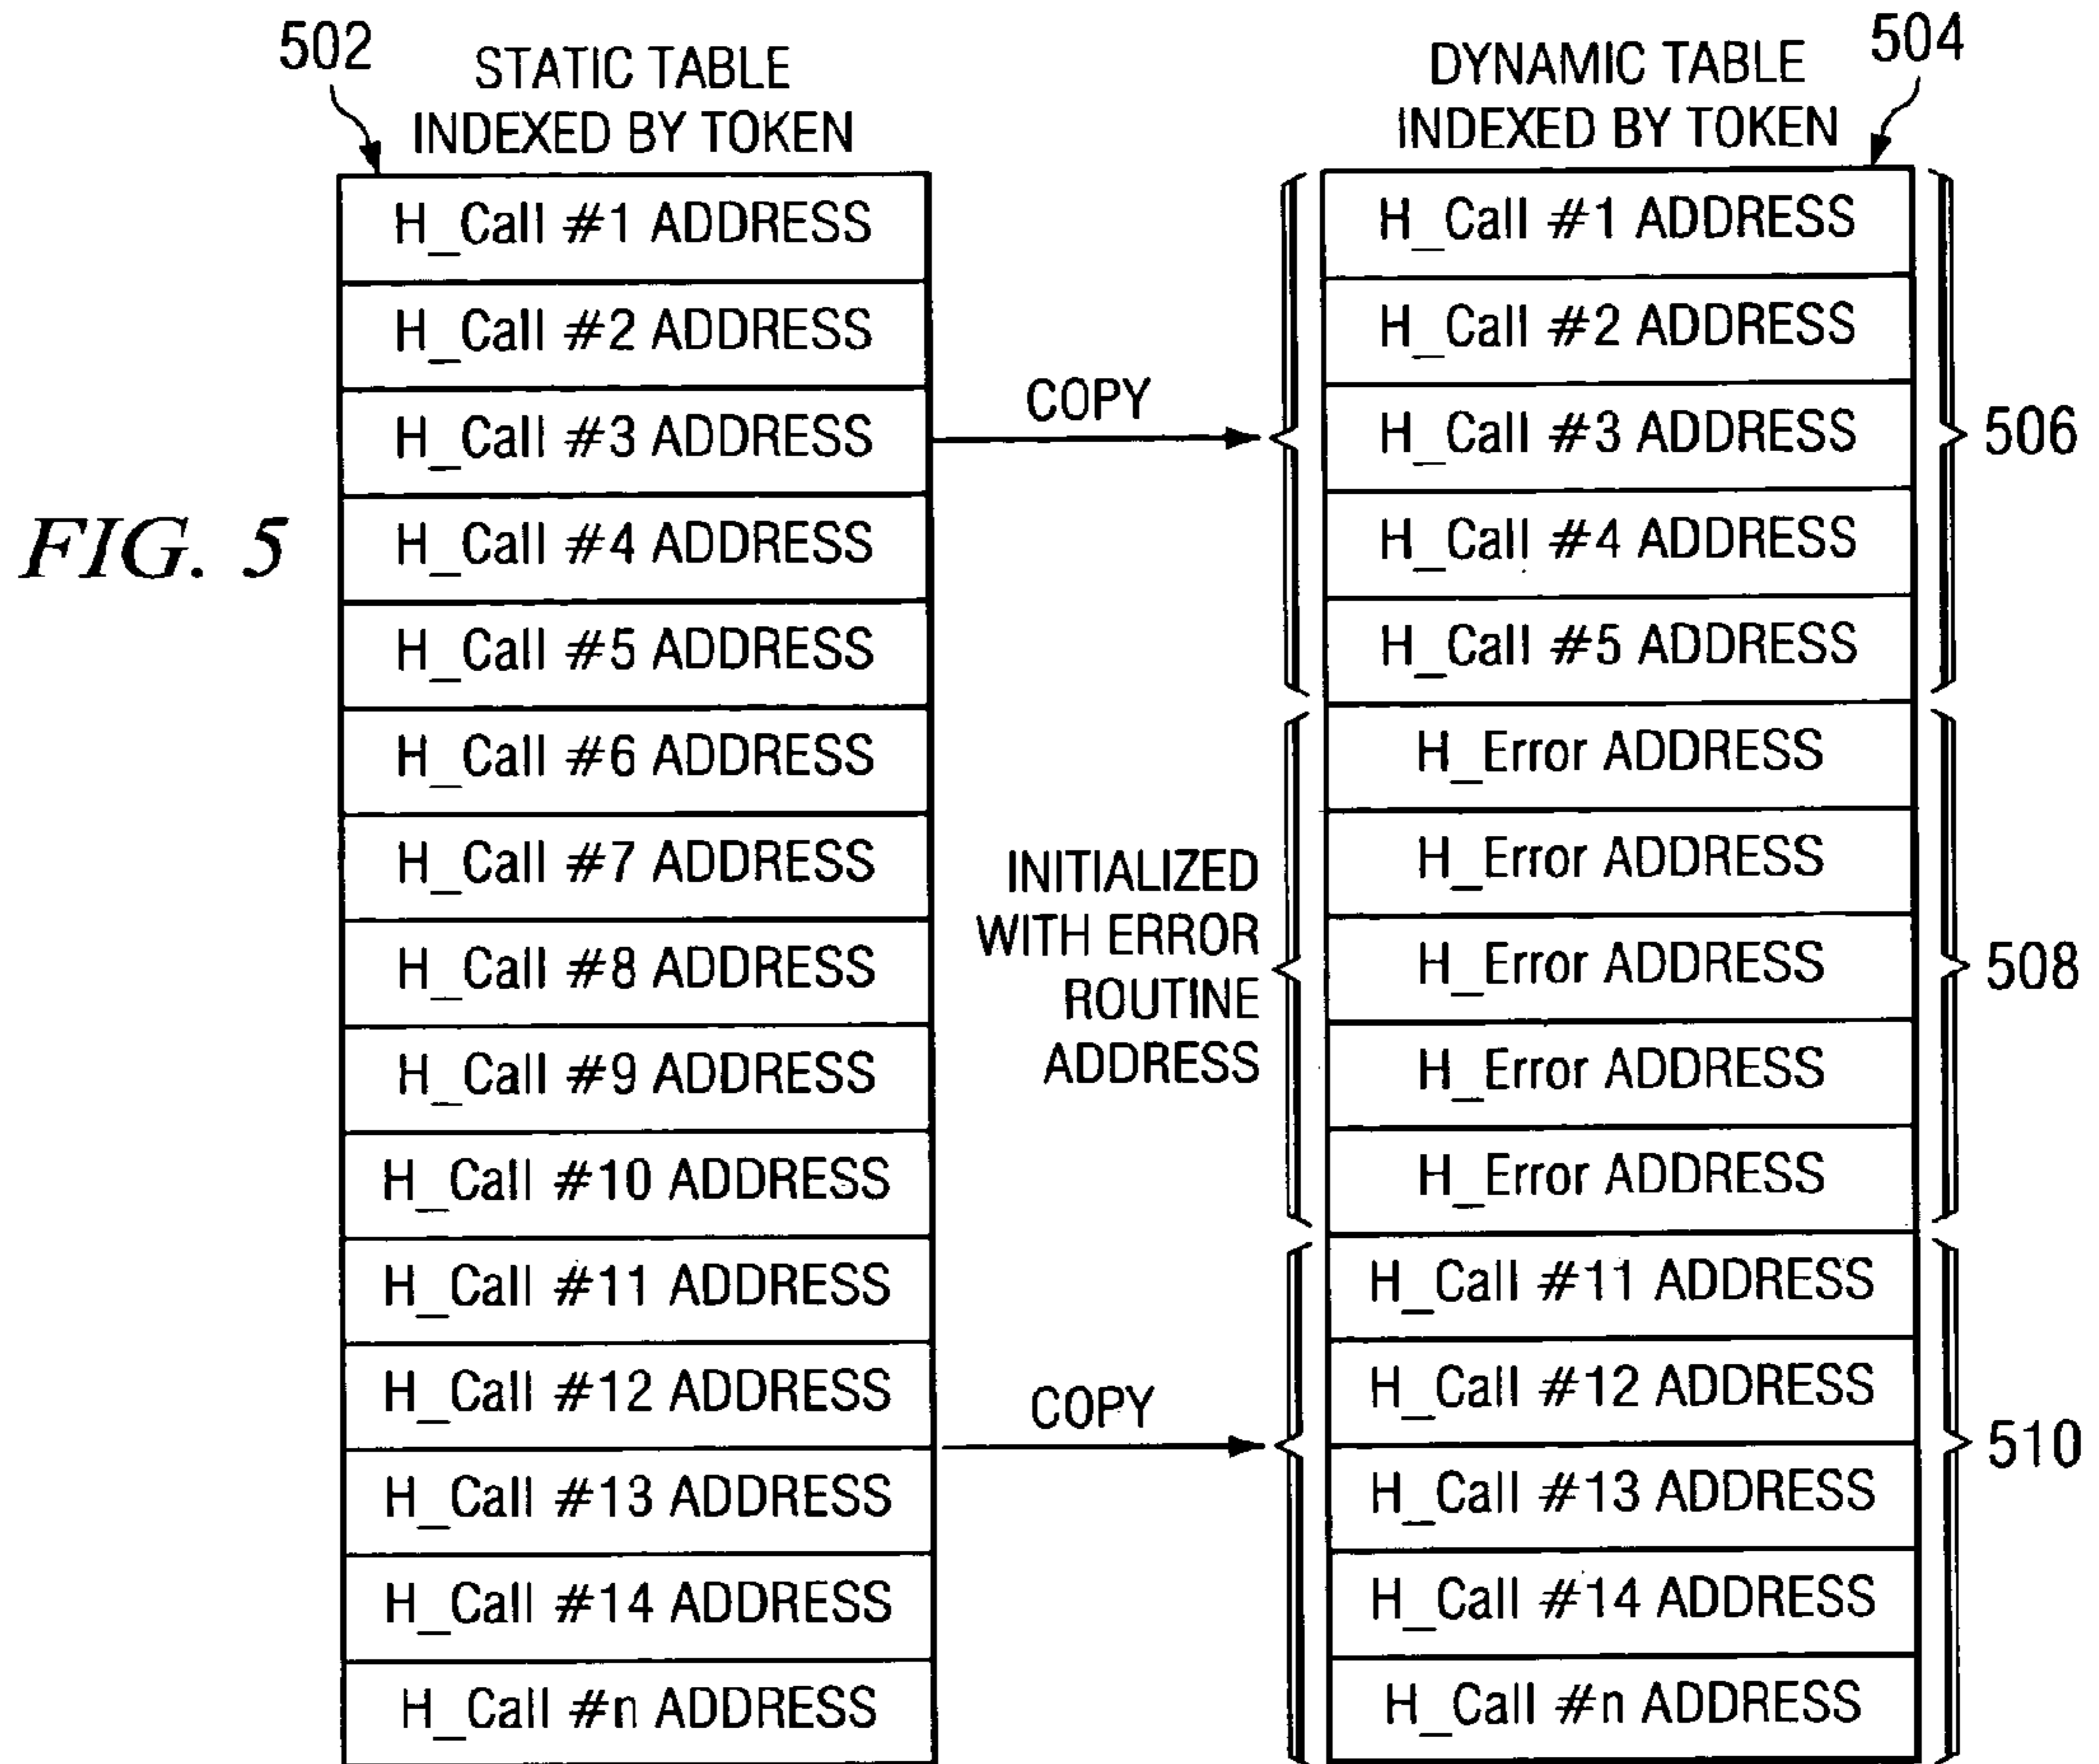 502
STATIC TABLE
INDEXED BY TOKEN
H_Call #1 ADDRESS
H_Call #2 ADDRESS
H_Call #3 ADDRESS
H_Call #4 ADDRESS
H_Call #5 ADDRESS
H_Call #6 ADDRESS
H_Call #7 ADDRESS
H_Call #8 ADDRESS
H_Call #9 ADDRESS
H_Call #10 ADDRESS
H_Call #11 ADDRESS
H_Call #12 ADDRESS
H_Call #13 ADDRESS
H_Call #14 ADDRESS
H_Call #n ADDRESS
FIG. 5
COPY
INITIALIZED
WITH ERROR
ROUTINE
ADDRESS
COPY
DYNAMIC TABLE
INDEXED BY TOKEN
504
H_Call #1 ADDRESS
H_Call #2 ADDRESS
H_Call #3 ADDRESS
H_Call #4 ADDRESS
H_Call #5 ADDRESS
H_Error ADDRESS
H_Error ADDRESS
H_Error ADDRESS
H_Error ADDRESS
H_Error ADDRESS
H_Call #11 ADDRESS
H_Call #12 ADDRESS
H_Call #13 ADDRESS
H_Call #14 ADDRESS
H_Call #n ADDRESS
506
508
510